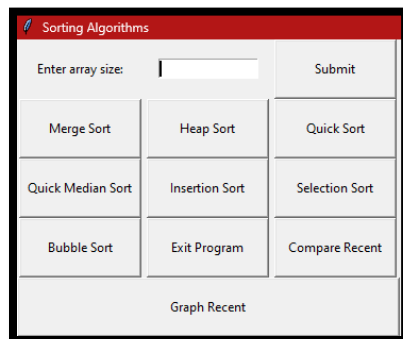 Sorting Algorithms
Enter array size: Submit
Merge Sort Heap Sort Quick Sort
Quick Median Sort Insertion Sort Selection Sort
Bubble Sort Exit Program Compare Recent
Graph Recent